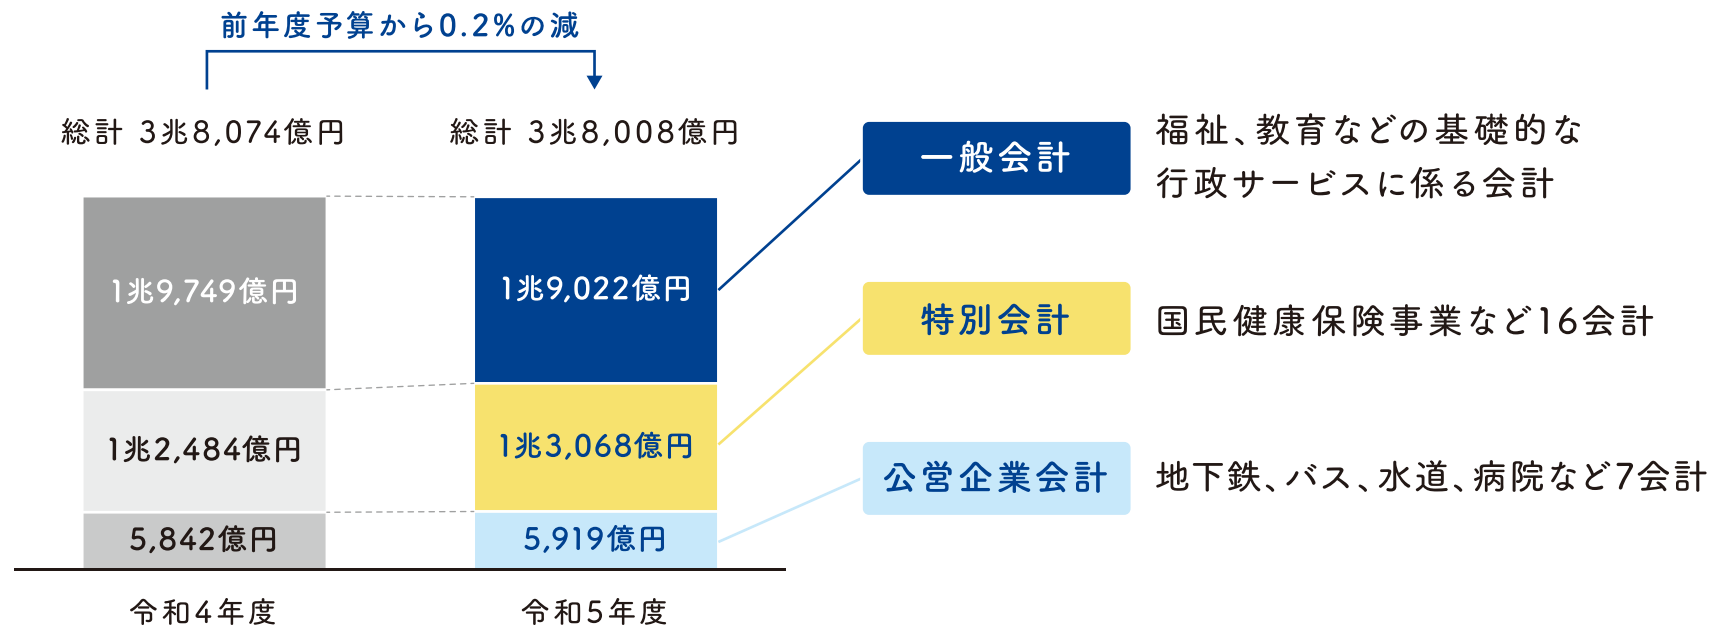 前年度予算から0.2%の減
総計 3兆8,074億円
総計 3兆8,008億円
1兆9,749億円
1兆2,484億円
5,842億円
令和4年度
1兆9,022億円
1兆3,068億円
5,919億円
令和5年度
一般会計
福祉、教育などの基礎的な
行政サービスに係る会計
特別会計
国民健康保険事業など16会計
公営企業会計
地下鉄、バス、水道、病院など7会計